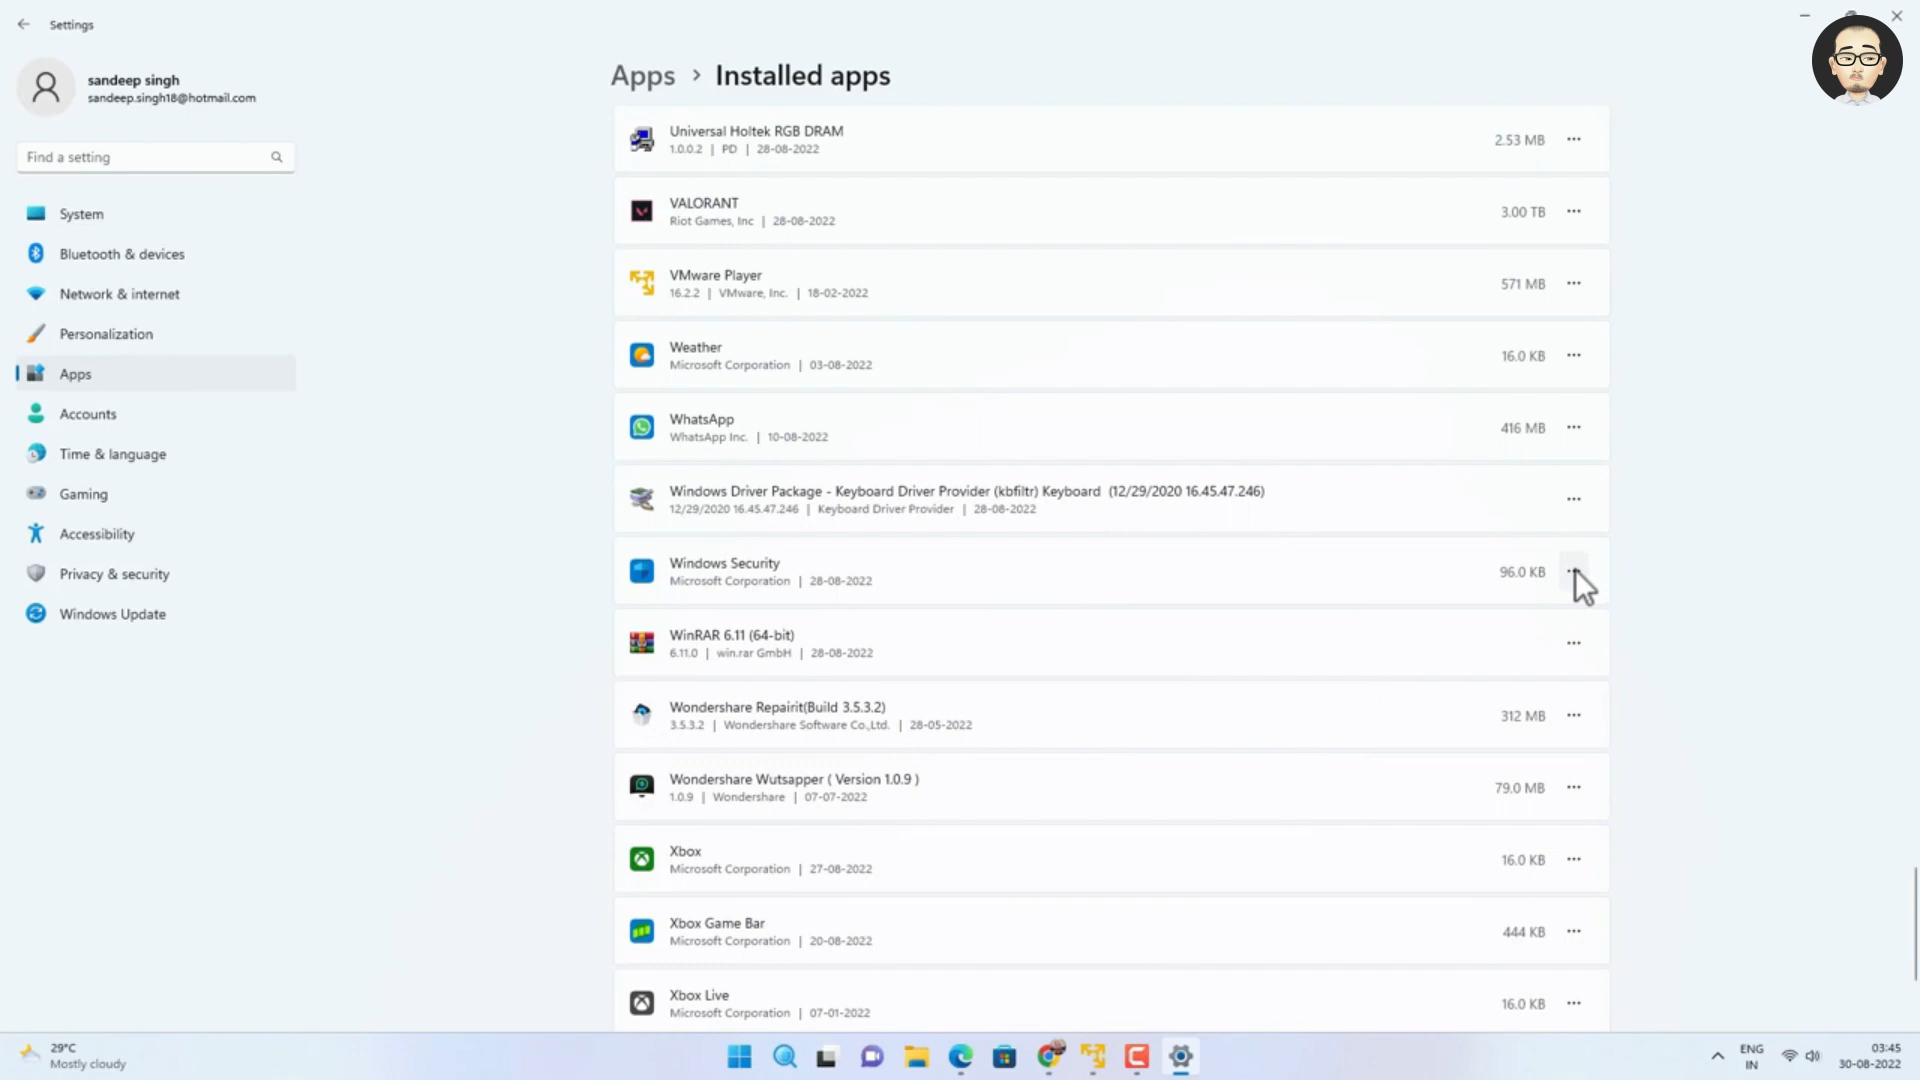 Settings
sandeep singh
sandeep.singh18@hotmail.com
Find a setting
System
Bluetooth & devices
Network & internet
Personalization
Apps
Accounts
Time & language
Gaming
Accessibility
Privacy & security
Windows Update
Apps > Installed apps
Universal Holtek RGB DRAM
1.0.0.2 | PD | 28-08-2022
2.53 MB
VALORANT
Riot Games, Inc | 28-08-2022
3.00 TB
VMware Player
16.2.2 | VMware, Inc. | 18-02-2022
571 MB
Weather
Microsoft Corporation | 03-08-2022
16.0 KB
WhatsApp
WhatsApp Inc. | 10-08-2022
416 MB
Windows Driver Package - Keyboard Driver Provider (kbfiltr) Keyboard (12/29/2020 16.45.47.246)
12/29/2020 16.45.47.246 | Keyboard Driver Provider | 28-08-2022
Windows Security
Microsoft Corporation | 28-08-2022
96.0 KB
WinRAR 6.11 (64-bit)
6.11.0 | win.rar GmbH | 28-08-2022
Wondershare Repairit(Build 3.5.3.2)
3.5.3.2 | Wondershare Software Co.,Ltd. | 28-05-2022
312 MB
Wondershare Wutsapper ( Version 1.0.9 )
1.0.9 | Wondershare | 07-07-2022
79.0 MB
Xbox
Microsoft Corporation | 27-08-2022
16.0 KB
Xbox Game Bar
Microsoft Corporation | 20-08-2022
444 KB
Xbox Live
Microsoft Corporation | 07-01-2022
16.0 KB
29°C
Mostly cloudy
ENG
IN
03:45
30-08-2022